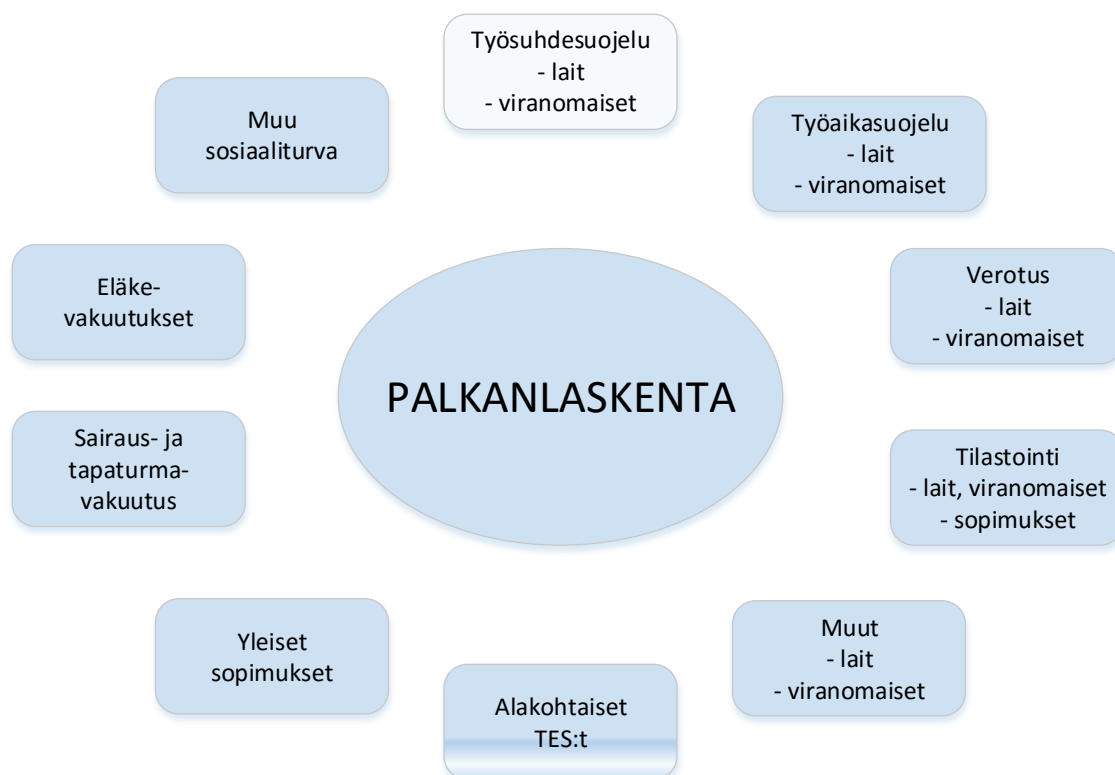 Työsuhdesuojelu
- lait
- viranomaiset
Muu
sosiaaliturva
Työaikasuojelu
- lait
- viranomaiset
Eläke-
vakuutukset
Verotus
- lait
- viranomaiset
PALKANLASKENTA
Sairaus- ja
tapaturma-
vakuutus
Tilastointi
- lait, viranomaiset
- sopimukset
Yleiset
sopimukset
Muut
- lait
- viranomaiset
Alakohtaiset
TES:t